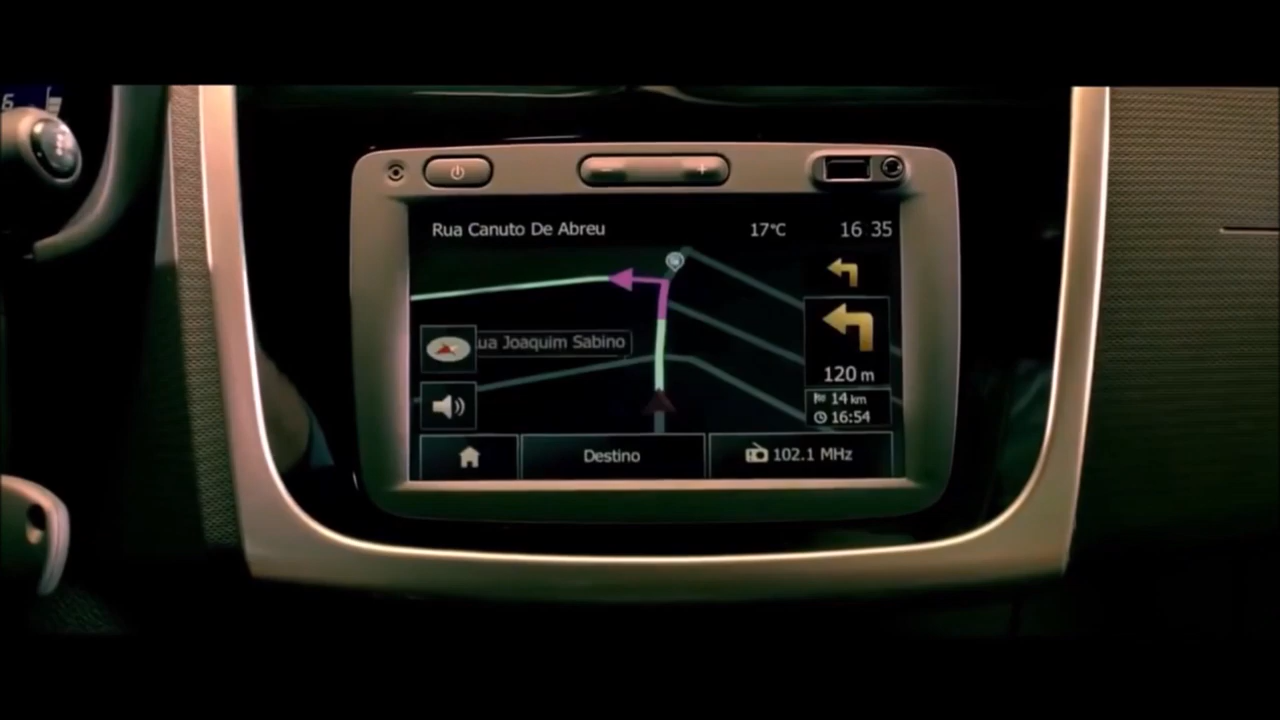 6
Rua Canuto De Abreu 17°C 16 35
ua Joaquim Sabino
120 m
14 km
16:54
Destino 102.1 MHz